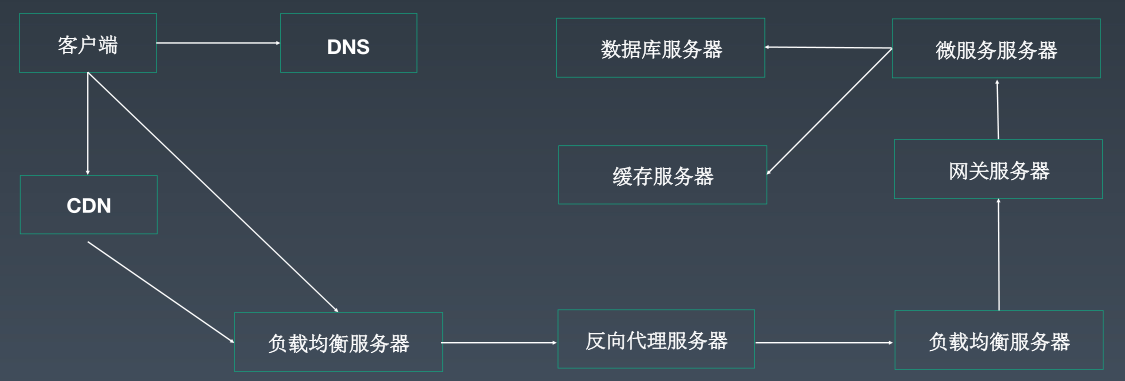 客户端
DNS
数据库服务器
微服务服务器
CDN
缓存服务器
网关服务器
负载均衡服务器
反向代理服务器
负载均衡服务器